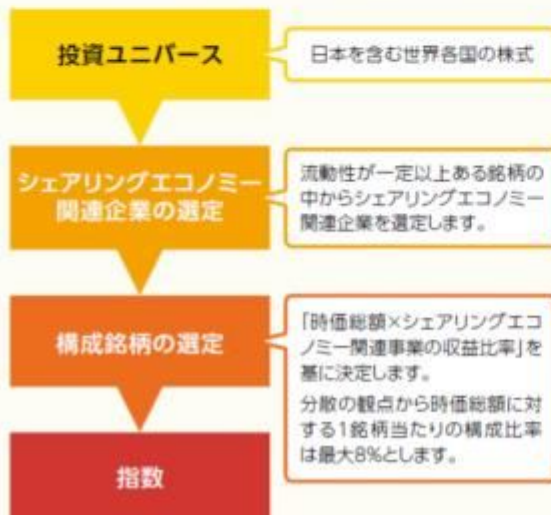 投資ユニバース
日本を含む世界各国の株式
シェアリングエコノミー
関連企業の選定
流動性が一定以上ある銘柄の
中からシェアリングエコノミー
関連企業を選定します。
構成銘柄の選定
「時価総額×シェアリングエコ
ノミー関連事業の収益比率」を
基に決定します。
分散の観点から時価総額に対
する1銘柄当たりの構成比率
は最大8%とします。
指数